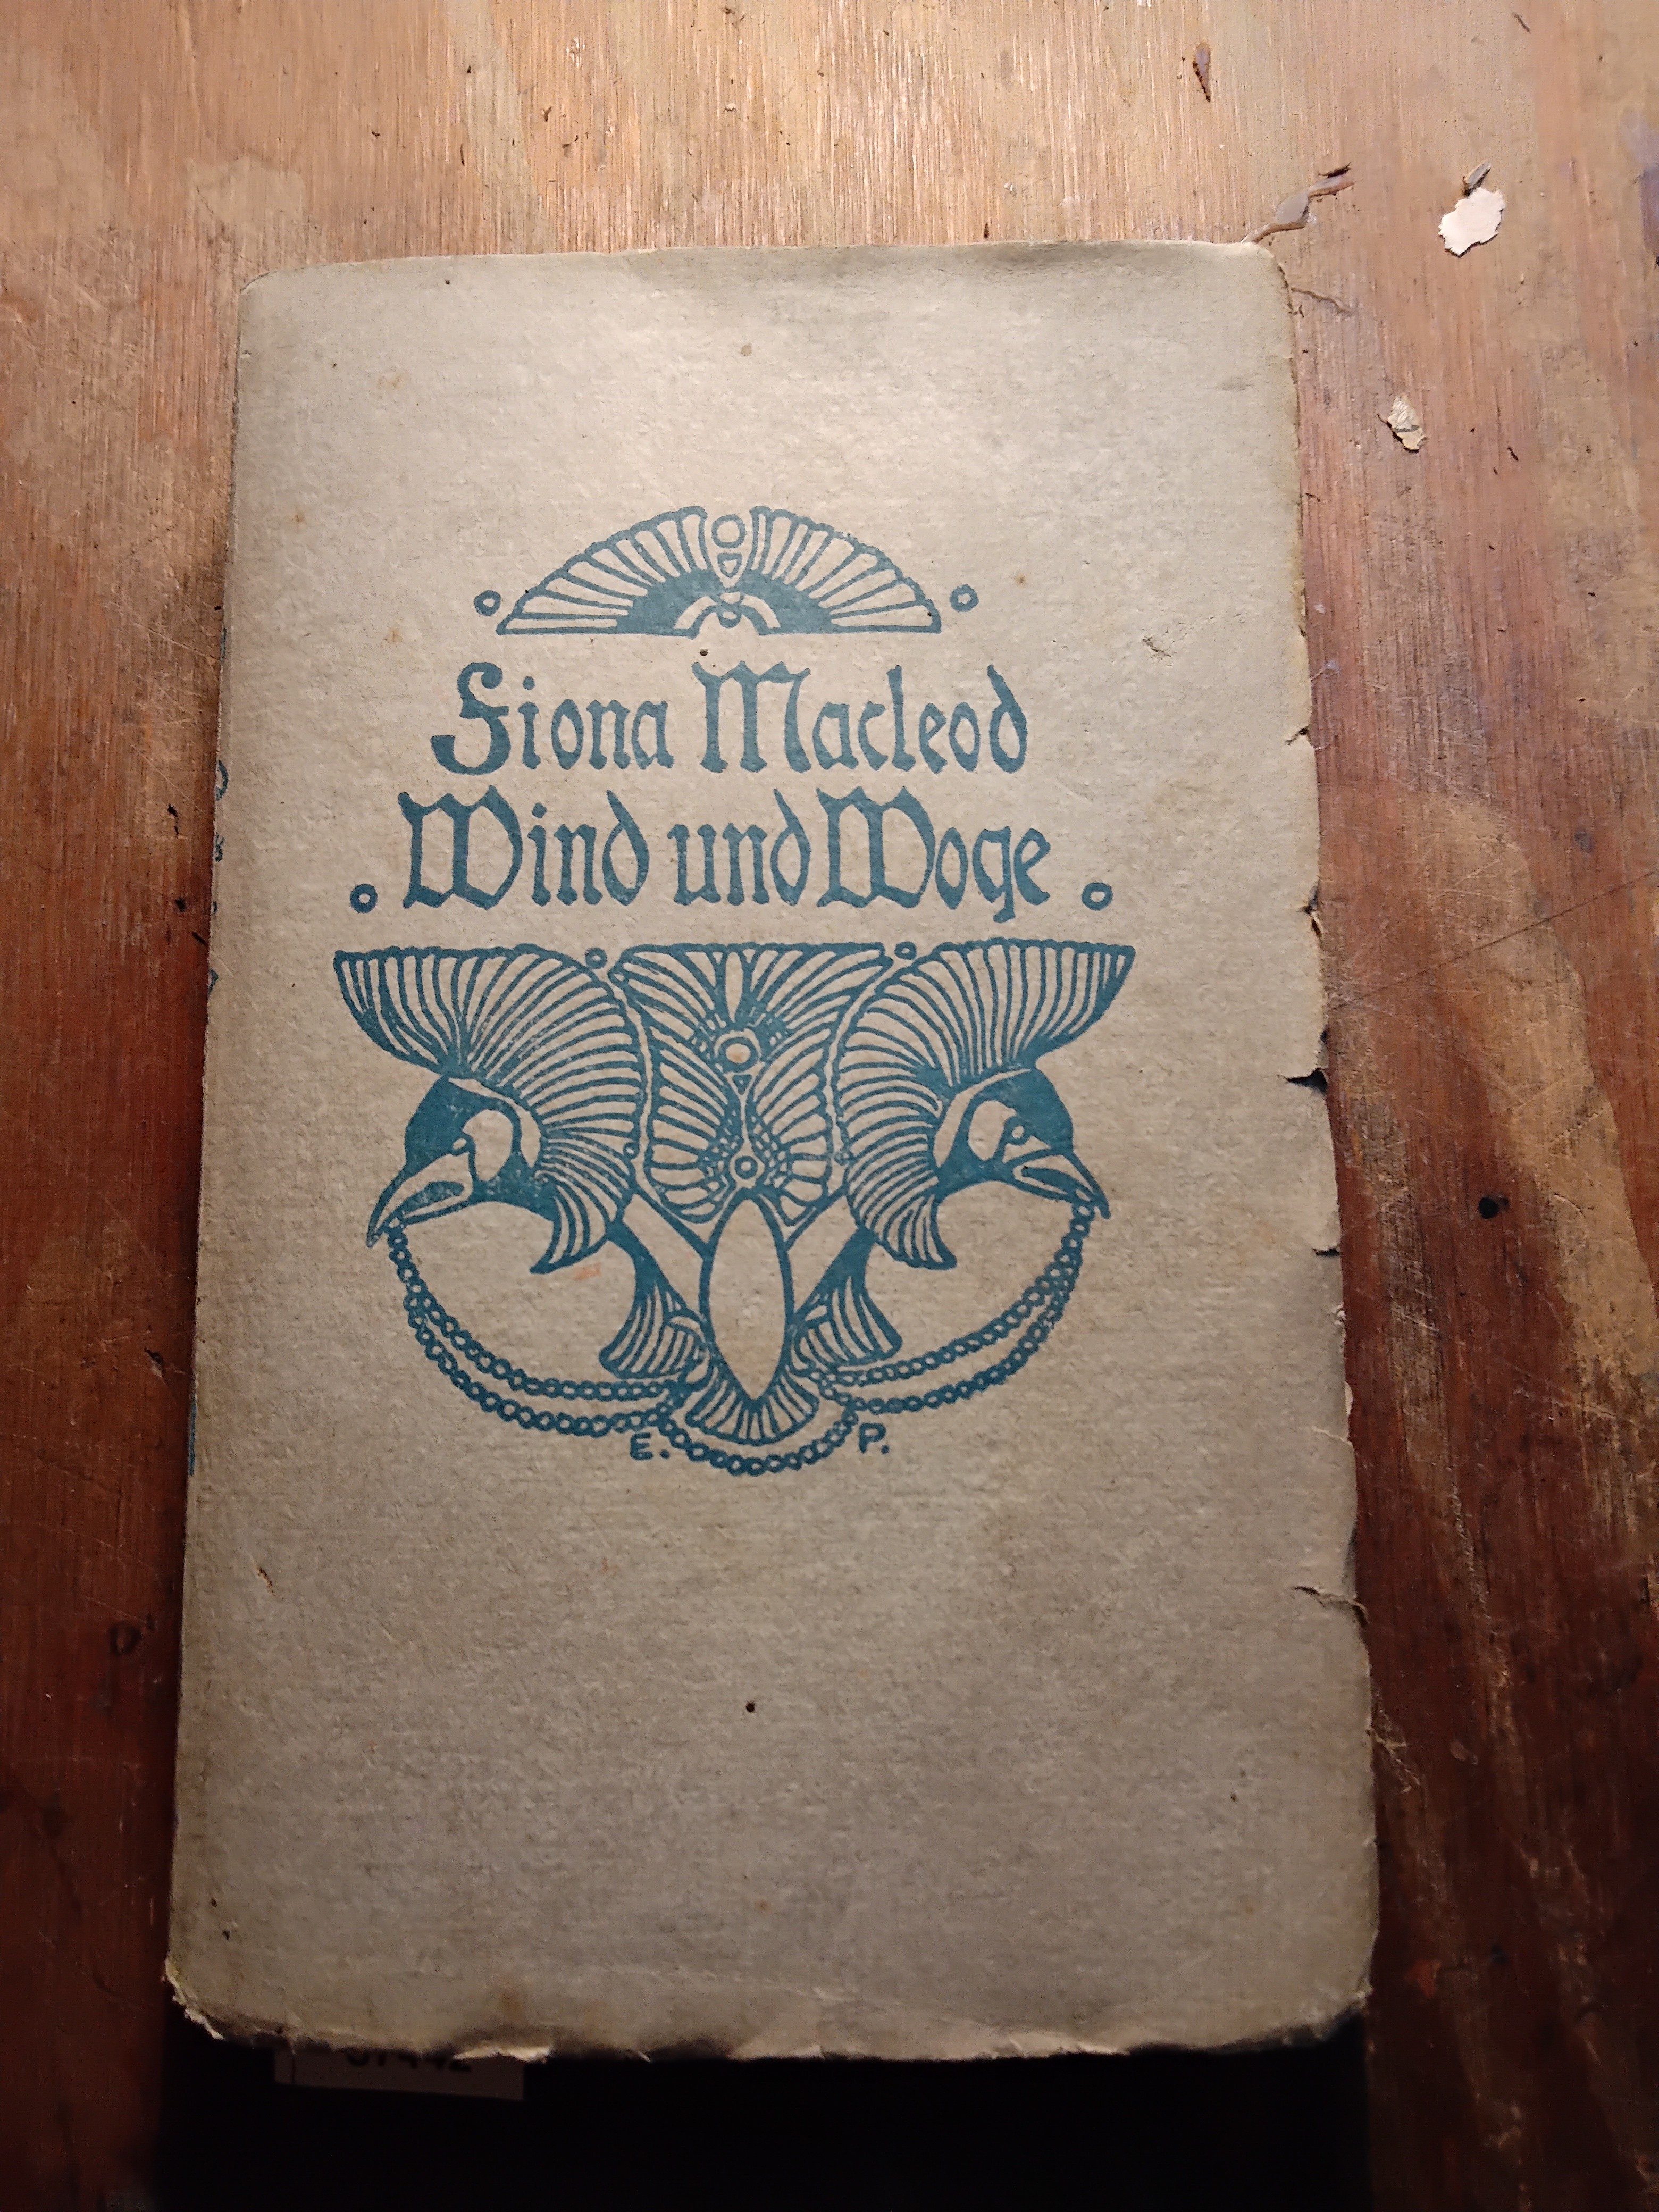 Fiona Macleod
Wind und Woge
E. P.